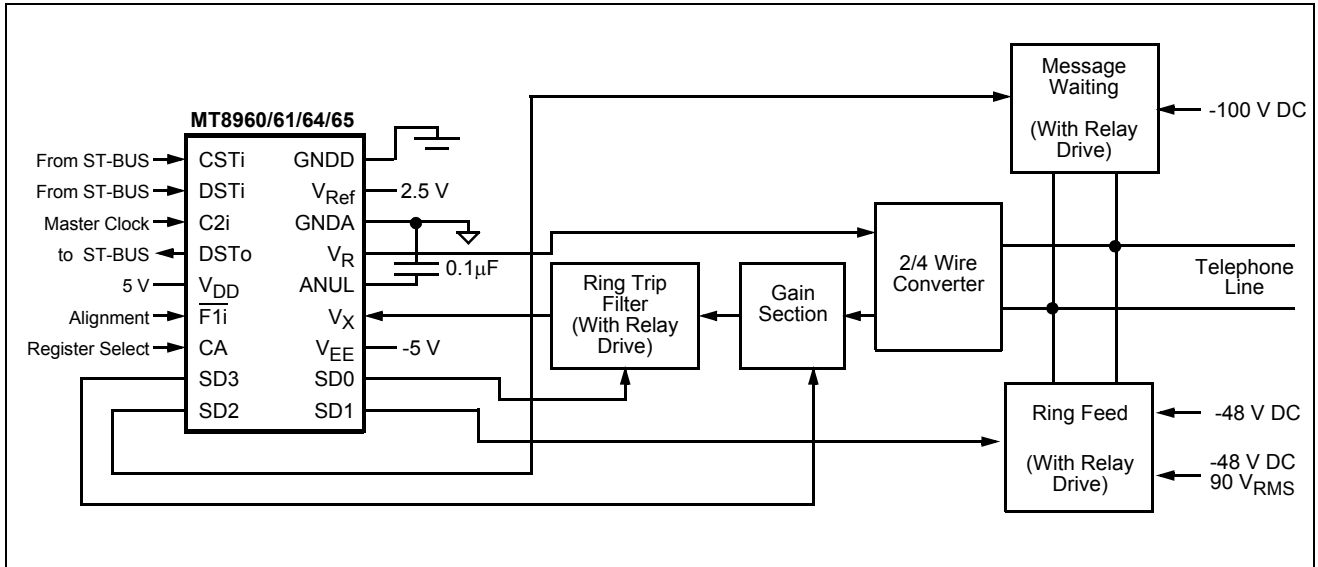 MT8960/61/64/65
From ST-BUS
From ST-BUS
Master Clock
to ST-BUS
5 V
Alignment
Register Select
CSTi
DSTi
C2i
DSTo
VDD
F1i
CA
SD3
SD2
GNDD
VRef
GNDA
VR
ANUL
VX
VEE
SD0
SD1
2.5 V
0.1µF
-5 V
Ring Trip
Filter
(With Relay
Drive)
Gain
Section
2/4 Wire
Converter
Message
Waiting
(With Relay
Drive)
-100 V DC
Telephone
Line
Ring Feed
(With Relay
Drive)
-48 V DC
-48 V DC
90 VRMS